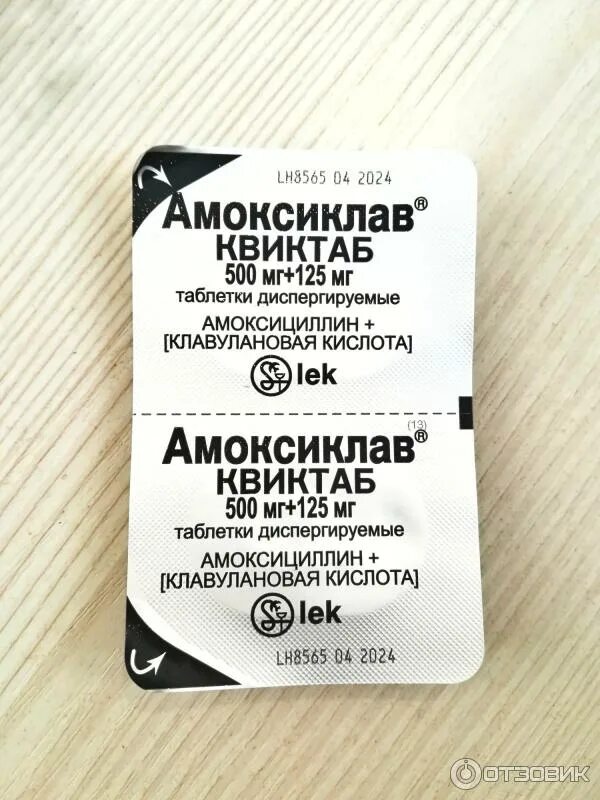 LH8565 04 2024
Амоксиклав®
КВИКТАБ
500 мг+125 мг
таблетки диспергируемые
АМОКСИЦИЛЛИН +
[КЛАВУЛАНОВАЯ КИСЛОТА]
lek
(13)
Амоксиклав®
КВИКТАБ
500 мг+125 мг
таблетки диспергируемые
АМОКСИЦИЛЛИН +
[КЛАВУЛАНОВАЯ КИСЛОТА]
lek
LH8565 04 2024
ОТЗОВИК